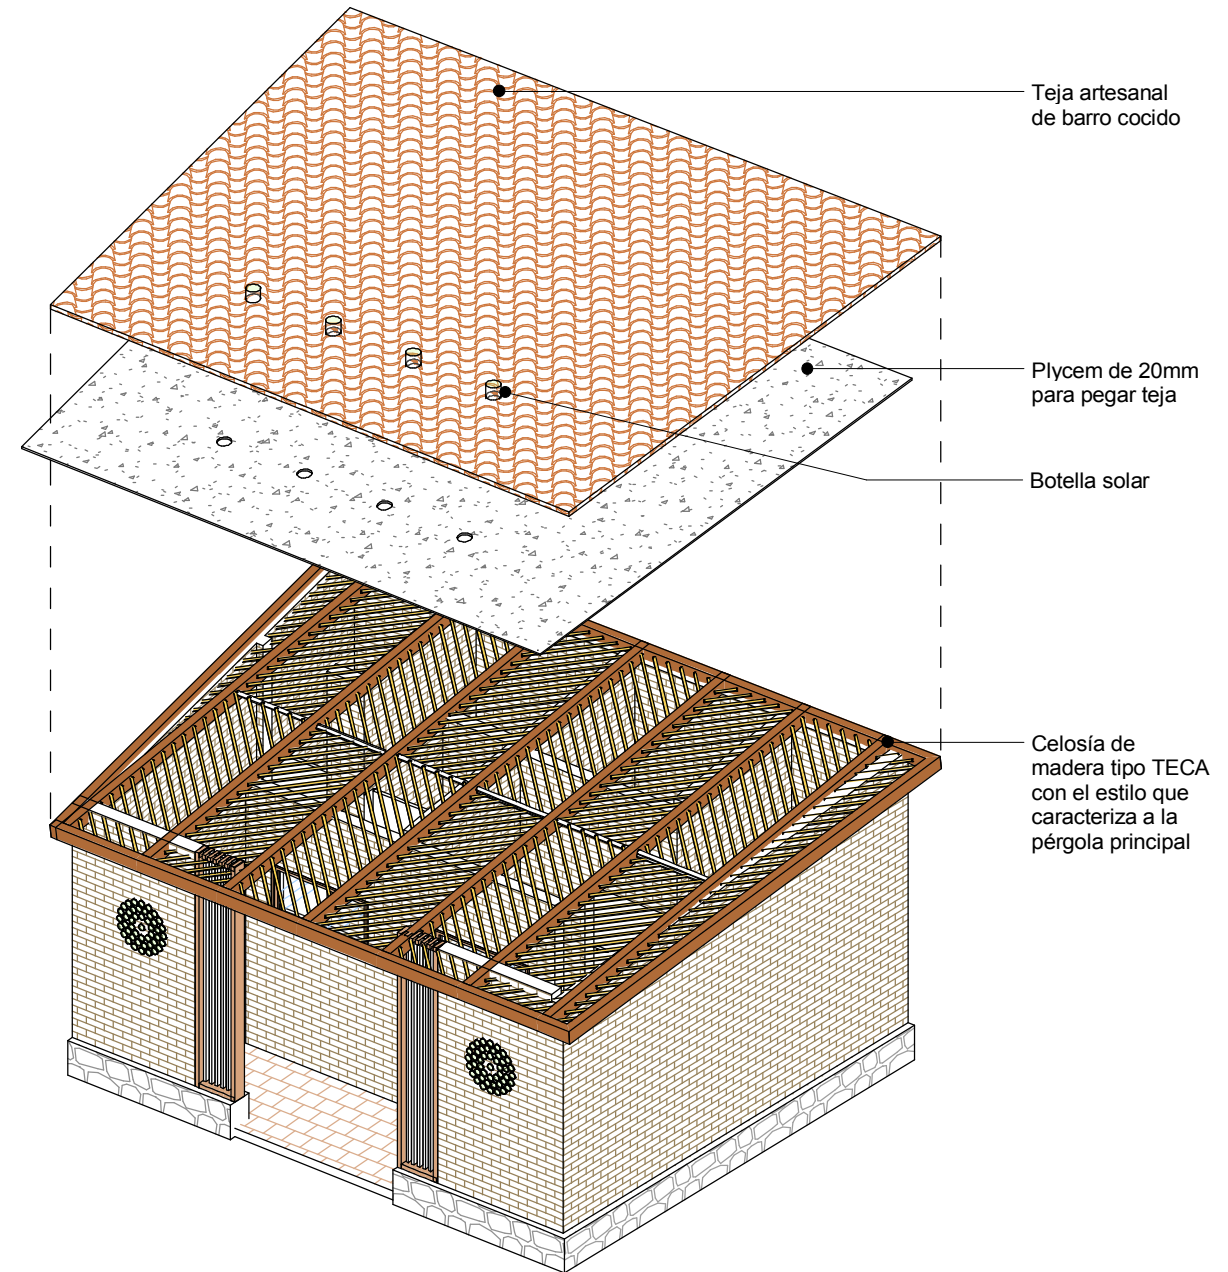 Teja artesanal
de barro cocido
Plycem de 20mm
para pegar teja
Botella solar
Celosía de
madera tipo TECA
con el estilo que
caracteriza a la
pérgola principal